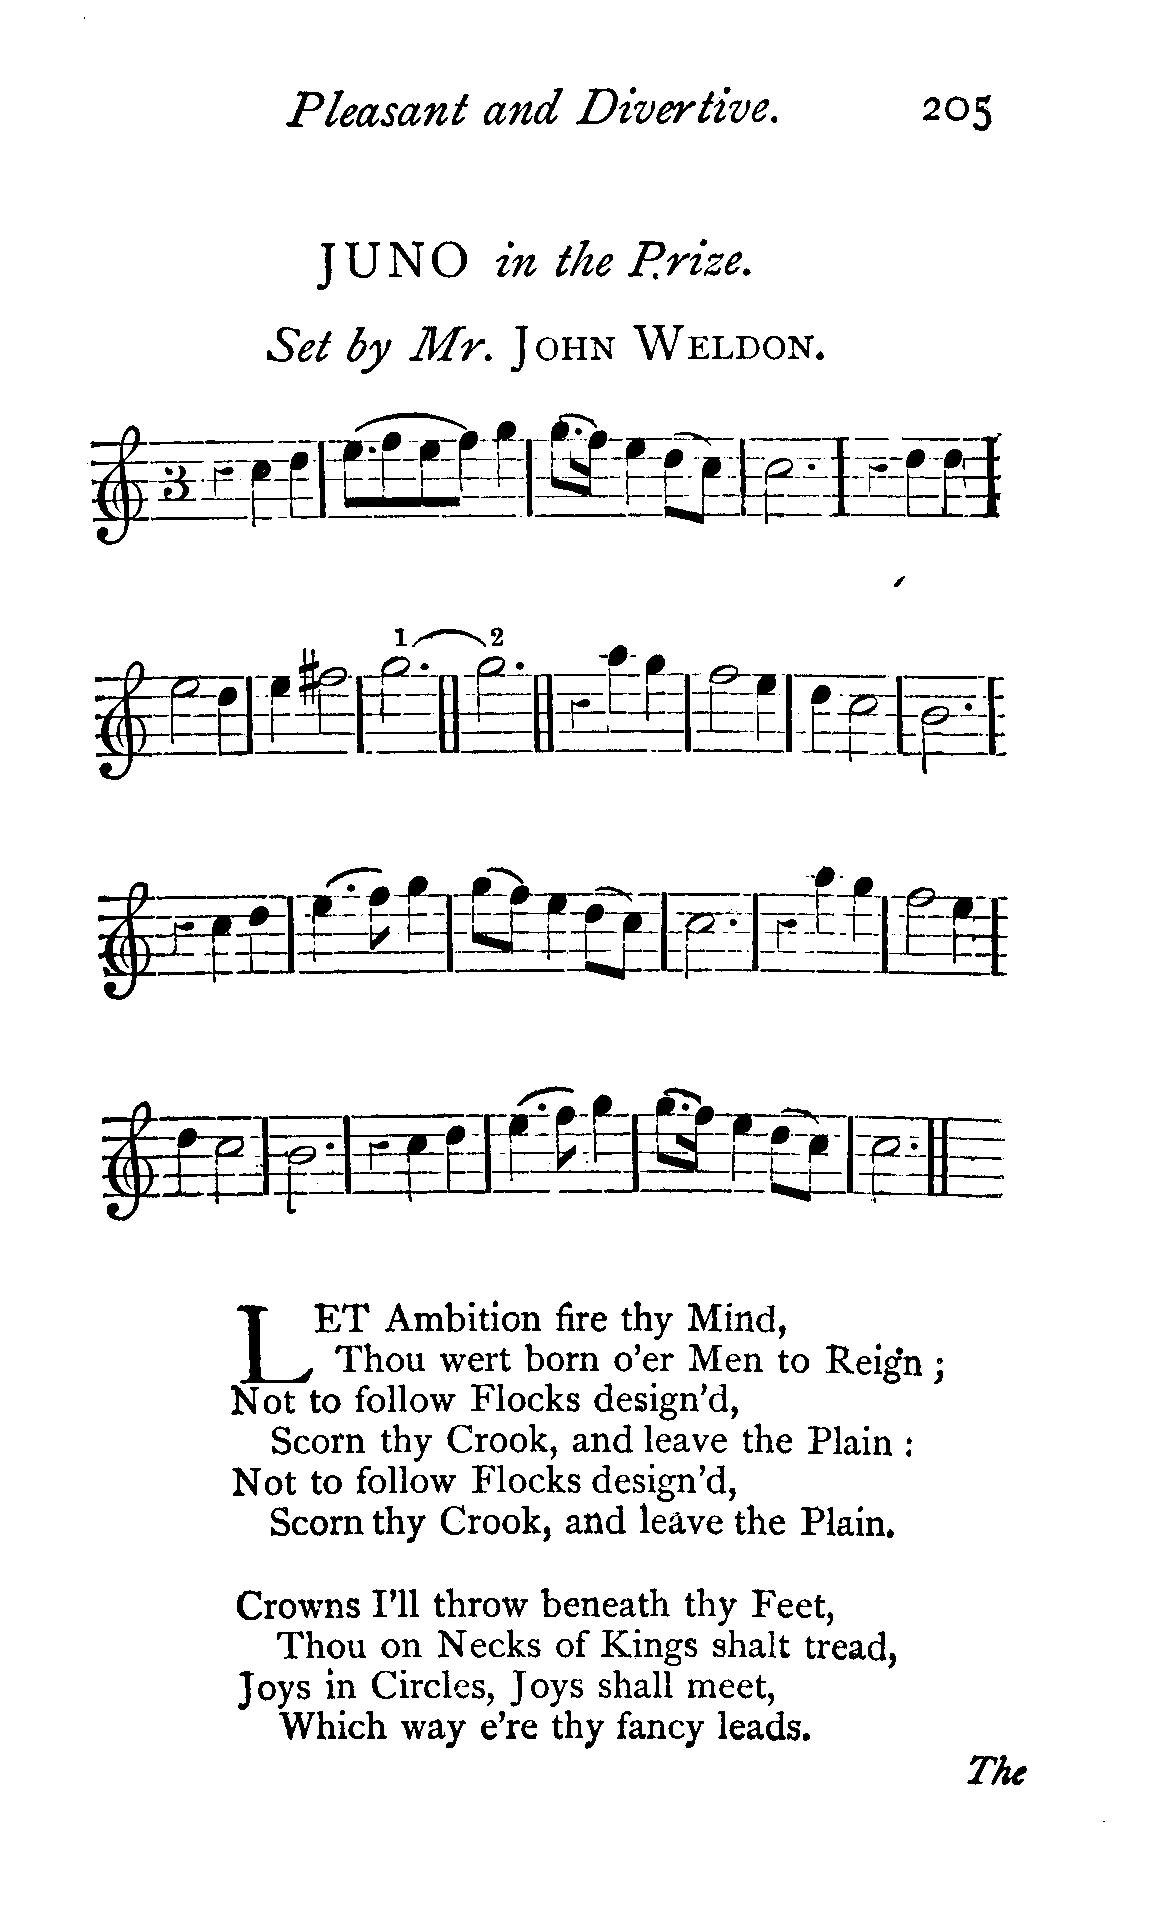 Pleasant and Divertive. 205
JUNO in the Prize.
Set by Mr. JOHN WELDON.
3
1 2
LET Ambition fire thy Mind,
Thou wert born o'er Men to Reign ;
Not to follow Flocks design'd,
Scorn thy Crook, and leave the Plain :
Not to follow Flocks design'd,
Scorn thy Crook, and leave the Plain.
Crowns I'll throw beneath thy Feet,
Thou on Necks of Kings shalt tread,
Joys in Circles, Joys shall meet,
Which way e're thy fancy leads.
The